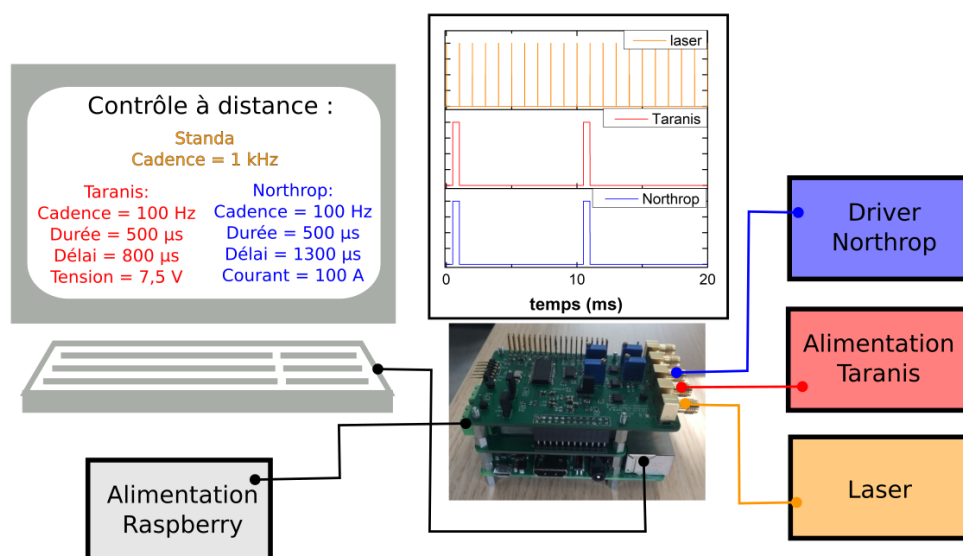 Contrôle à distance :
Standa
Cadence = 1 kHz
Taranis:
Cadence = 100 Hz
Durée = 500 µs
Délai = 800 µs
Tension = 7,5 V
Northrop:
Cadence = 100 Hz
Durée = 500 µs
Délai = 1300 µs
Courant = 100 A
laser
Taranis
Northrop
0
10
20
temps (ms)
Driver
Northrop
Alimentation
Taranis
Laser
Alimentation
Raspberry